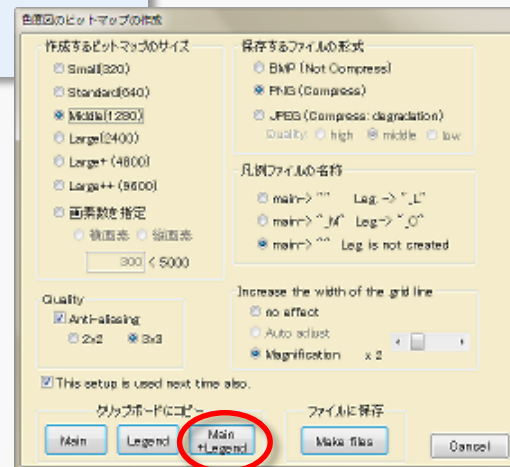 色原図のビットマップの作成
作成するビットマップのサイズ
Small(320)
Standard(640)
Middle(1280)
Large(2400)
Large+ (4800)
Large++ (9600)
画素数を指定
横画素 縦画素
300 < 5000
保存するファイルの形式
BMP (Not Compress)
PNG (Compress)
JPEG (Compress: degradation)
Quality: high middle low
凡例ファイルの名称
main-> "" Leg. -> "_L"
main-> "_M" Leg-> "_C"
main-> "" Leg. is not created
Quality
Anti-aliasing
2x2 3x3
Increase the width of the grid line
no effect
Auto adjust
Magnification x 2
This setup is used next time also.
クリップボードにコピー
Main Legend Main +Legend
ファイルに保存
Make files
Cancel